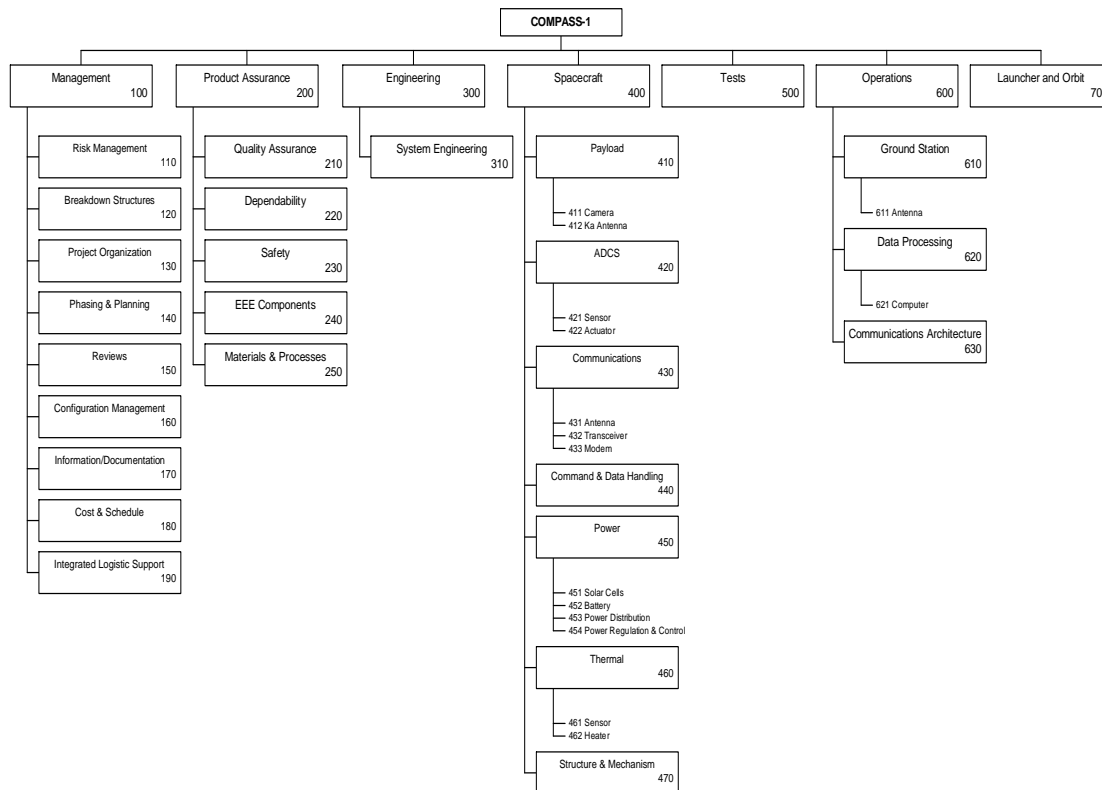 COMPASS-1
Management
100
Product Assurance
200
Engineering
300
Spacecraft
400
Tests
500
Operations
600
Launcher and Orbit
70
Risk Management
110
Breakdown Structures
120
Project Organization
130
Phasing & Planning
140
Reviews
150
Configuration Management
160
Information/Documentation
170
Cost & Schedule
180
Integrated Logistic Support
190
Quality Assurance
210
Dependability
220
Safety
230
EEE Components
240
Materials & Processes
250
System Engineering
310
Payload
410
411 Camera
412 Ka Antenna
ADCS
420
421 Sensor
422 Actuator
Communications
430
431 Antenna
432 Transceiver
433 Modem
Command & Data Handling
440
Power
450
451 Solar Cells
452 Battery
453 Power Distribution
454 Power Regulation & Control
Thermal
460
461 Sensor
462 Heater
Structure & Mechanism
470
Ground Station
610
611 Antenna
Data Processing
620
621 Computer
Communications Architecture
630